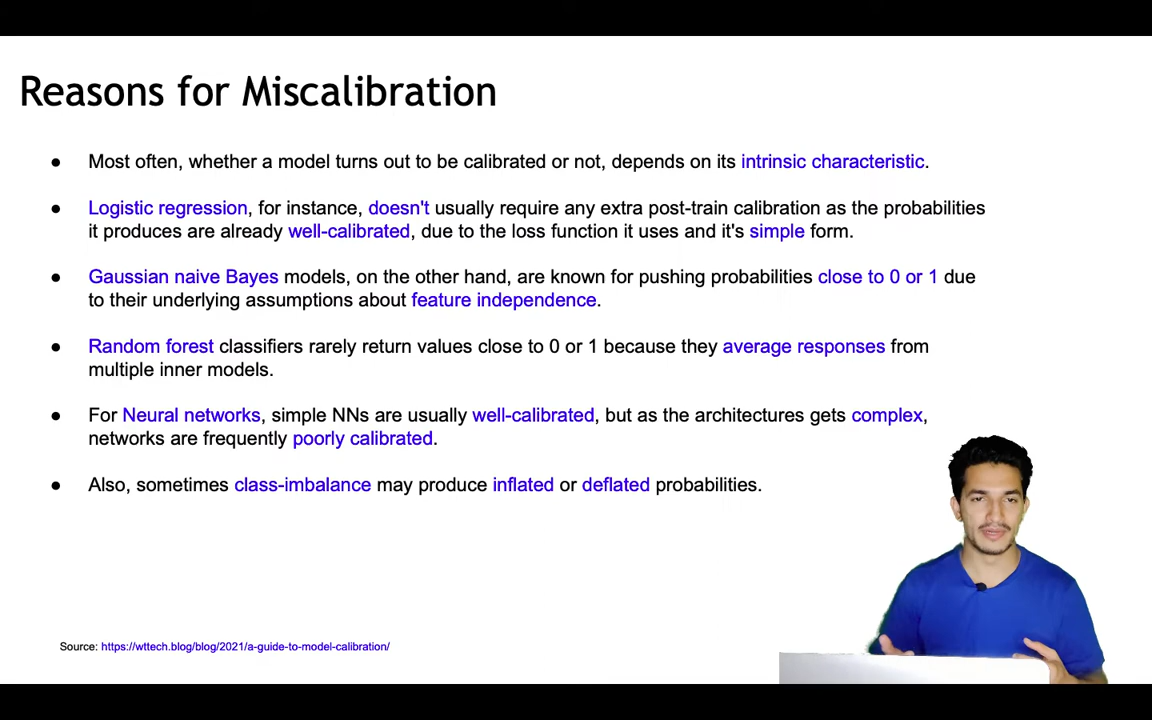 Reasons for Miscalibration
● Most often, whether a model turns out to be calibrated or not, depends on its intrinsic characteristic.
● Logistic regression, for instance, doesn't usually require any extra post-train calibration as the probabilities
it produces are already well-calibrated, due to the loss function it uses and it's simple form.
● Gaussian naive Bayes models, on the other hand, are known for pushing probabilities close to 0 or 1 due
to their underlying assumptions about feature independence.
● Random forest classifiers rarely return values close to 0 or 1 because they average responses from
multiple inner models.
● For Neural networks, simple NNs are usually well-calibrated, but as the architectures gets complex,
networks are frequently poorly calibrated.
● Also, sometimes class-imbalance may produce inflated or deflated probabilities.
Source: https://wttech.blog/blog/2021/a-guide-to-model-calibration/